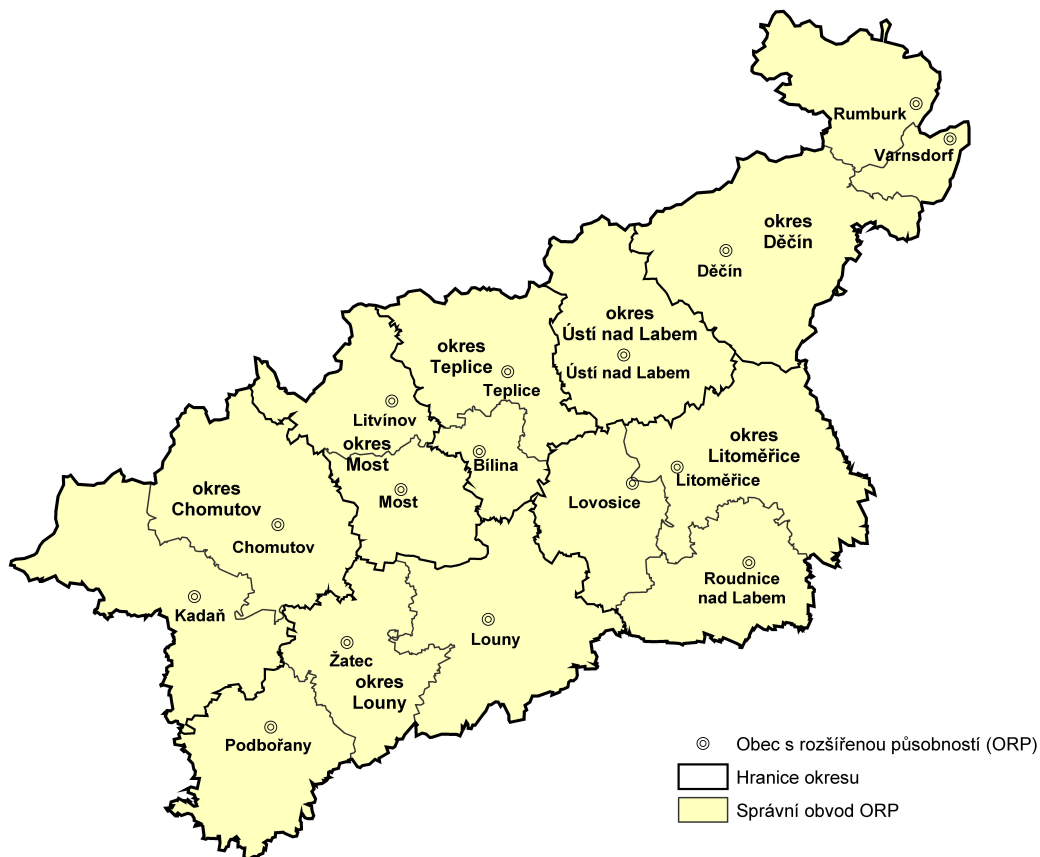 Rumburk
Varnsdorf
okres
Děčín
Děčín
okres
Ústí nad Labem
Ústí nad Labem
okres
Teplice
Teplice
Litvínov
okres
Most
Bílina
Most
okres
Litoměřice
Litoměřice
Lovosice
Roudnice
nad Labem
okres
Chomutov
Chomutov
Kadaň
Louny
Žatec
okres
Louny
Podbořany
Obec s rozšířenou působností (ORP)
Hranice okresu
Správní obvod ORP